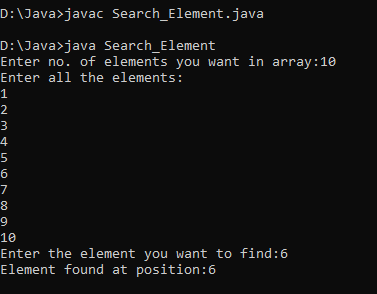 D:\Java>javac Search_Element.java
D:\Java>java Search_Element
Enter no. of elements you want in array:10
Enter all the elements:
1
2
3
4
5
6
7
8
9
10
Enter the element you want to find:6
Element found at position:6